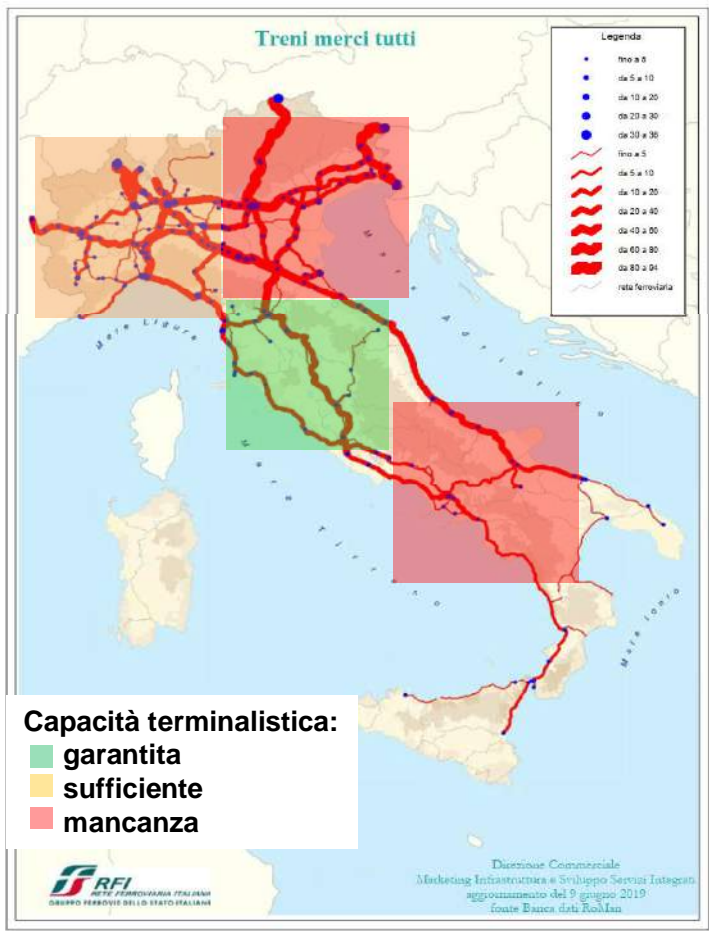 Treni merci tutti
Legenda
fino a 5
da 5 a 10
da 10 a 20
da 20 a 30
da 30 a 36
fino a 5
da 5 a 10
da 10 a 20
da 20 a 40
da 40 a 60
da 60 a 80
da 80 a 94
rete ferroviaria
Mare Ligure
Mare Adriatico
Mare Tirreno
Mare Ionio
Capacità terminalistica:
garantita
sufficiente
mancanza
RFI
RETE FERROVIARIA ITALIANA
GRUPPO FERROVIE DELLO STATO ITALIANE
Direzione Commerciale
Marketing Infrastruttura e Sviluppo Servizi Integrati
aggiornamento del 9 giugno 2019
fonte Banca dati RoMan